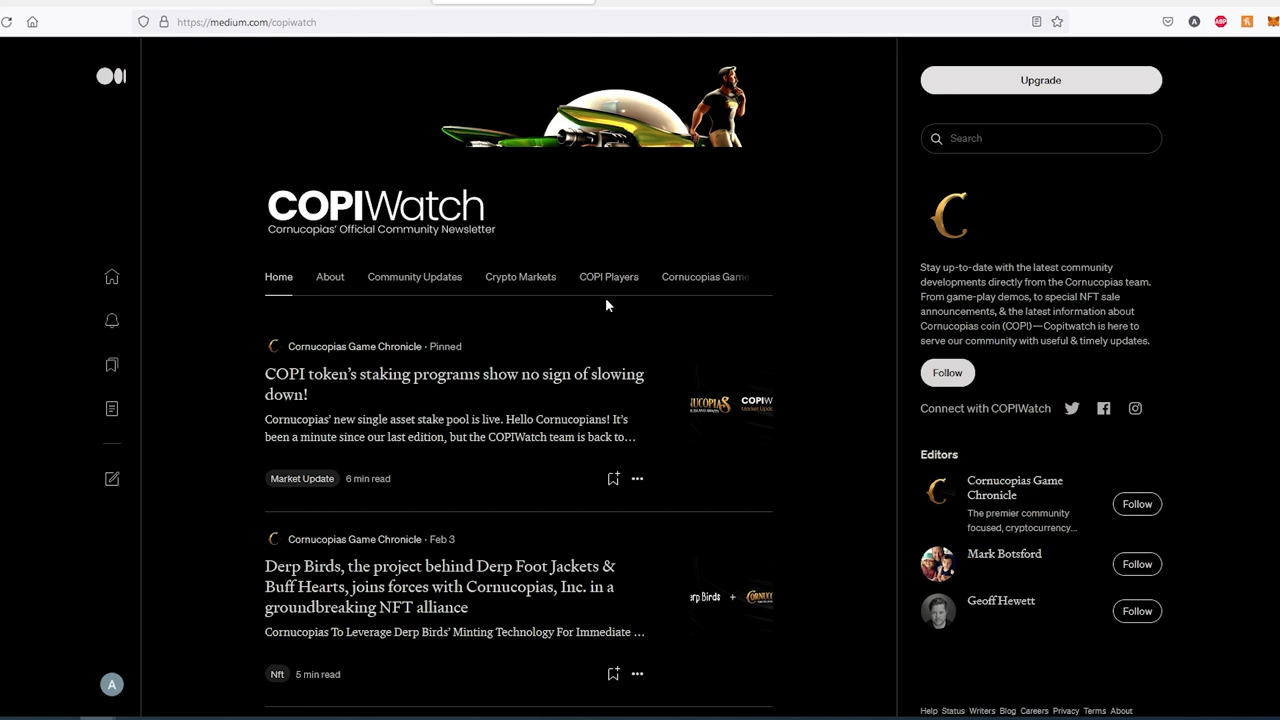 https://medium.com/copiwatch
ABP
Upgrade
Search
COPIWatch
Cornucopias' Official Community Newsletter
Home
About
Community Updates
Crypto Markets
COPI Players
Cornucopias Game
Cornucopias Game Chronicle · Pinned
COPI token’s staking programs show no sign of slowing
down!
Cornucopias’ new single asset stake pool is live. Hello Cornucopians! It’s
been a minute since our last edition, but the COPIWatch team is back to…
Market Update
6 min read
Cornucopias Game Chronicle · Feb 3
Derp Birds, the project behind Derp Foot Jackets &
Buff Hearts, joins forces with Cornucopias, Inc. in a
groundbreaking NFT alliance
Cornucopias To Leverage Derp Birds’ Minting Technology For Immediate …
Nft
5 min read
A
C
Stay up-to-date with the latest community
developments directly from the Cornucopias team.
From game-play demos, to special NFT sale
announcements, & the latest information about
Cornucopias coin (COPI) — Copitwatch is here to
serve our community with useful & timely updates.
Follow
Connect with COPIWatch
Editors
Cornucopias Game
Chronicle
The premier community
focused, cryptocurrency…
Follow
Mark Botsford
Follow
Geoff Hewett
Follow
Help Status Writers Blog Careers Privacy Terms About